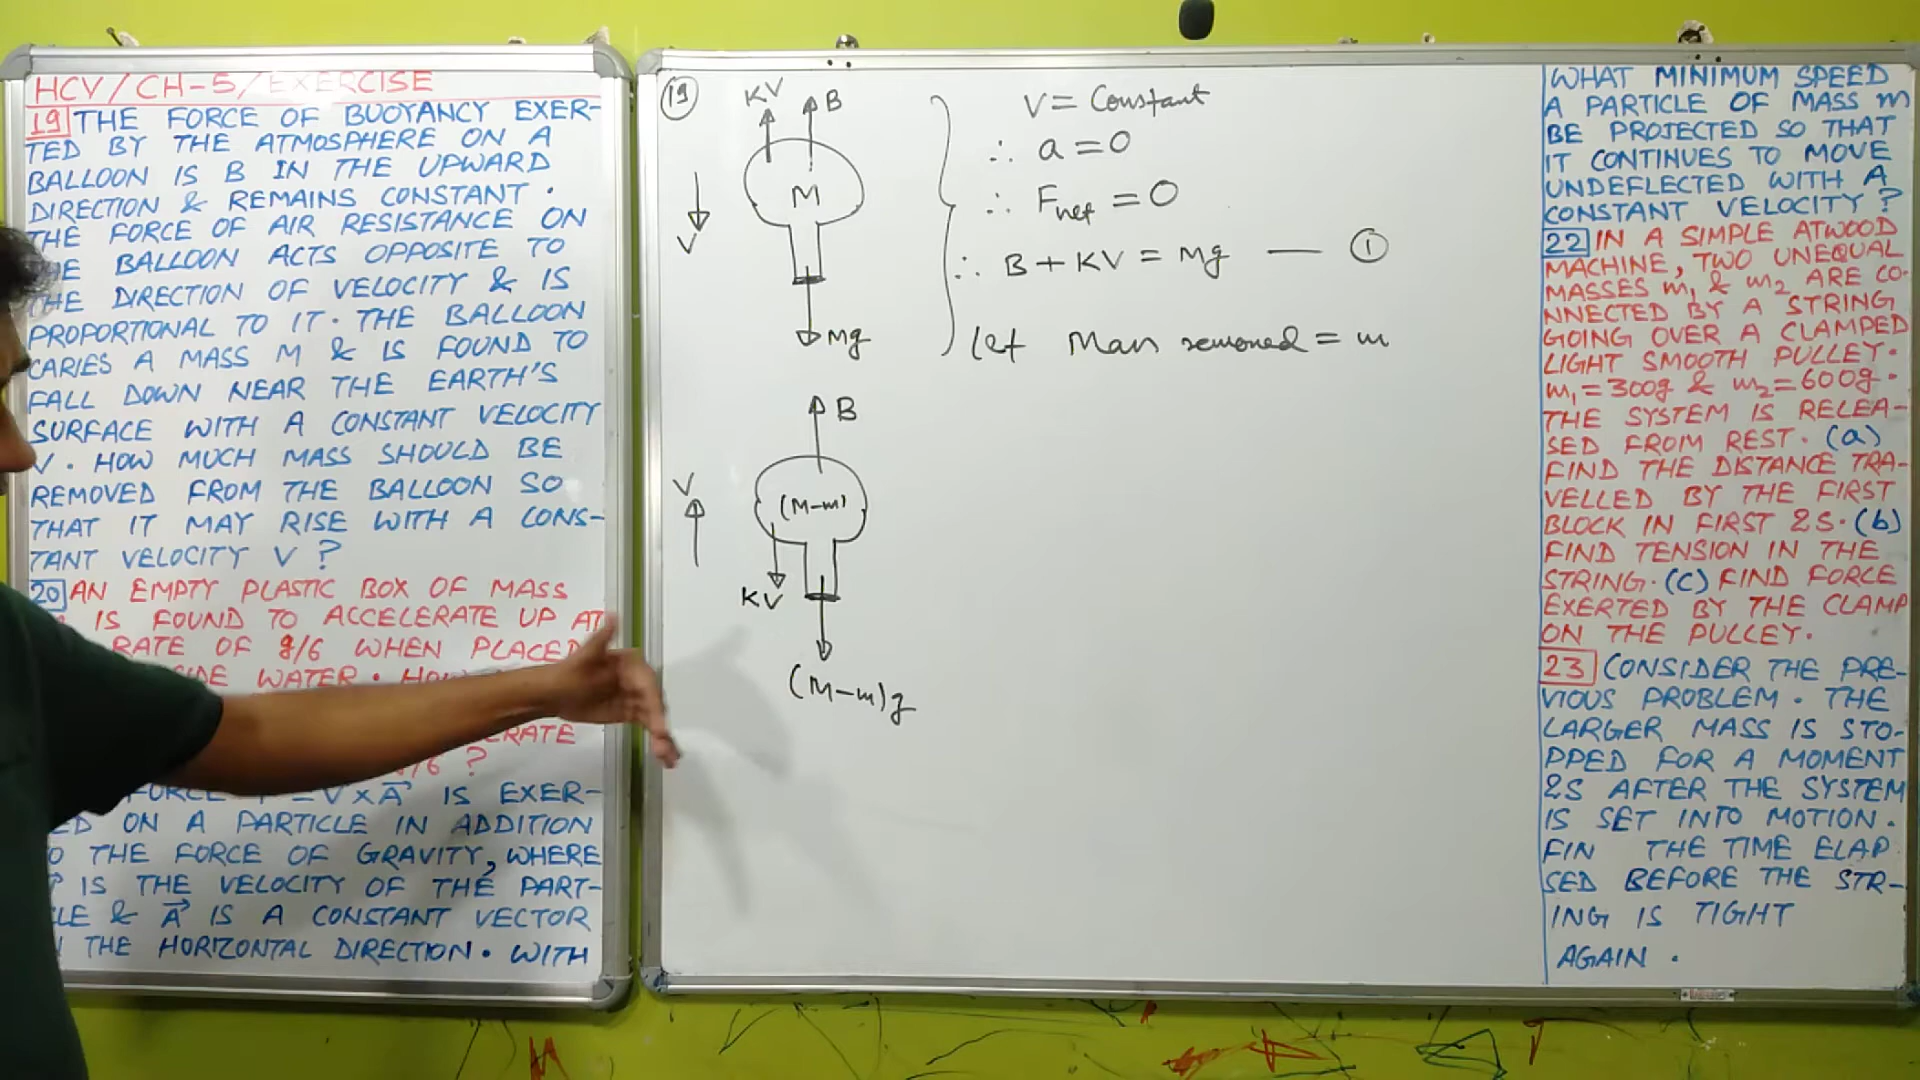 HCV/CH-5/EXERCISE
19 THE FORCE OF BUOYANCY EXER-
TED BY THE ATMOSPHERE ON A
BALLOON IS B IN THE UPWARD
DIRECTION & REMAINS CONSTANT.
THE FORCE OF AIR RESISTANCE ON
HE BALLOON ACTS OPPOSITE TO
THE DIRECTION OF VELOCITY & IS
PROPORTIONAL TO IT. THE BALLOON
CARIES A MASS M & IS FOUND TO
FALL DOWN NEAR THE EARTH'S
SURFACE WITH A CONSTANT VELOCITY
V. HOW MUCH MASS SHOULD BE
REMOVED FROM THE BALLOON SO
THAT IT MAY RISE WITH A CONS-
TANT VELOCITY V?
20 AN EMPTY PLASTIC BOX OF MASS
IS FOUND TO ACCELERATE UP AT
RATE OF g/6 WHEN PLACED
IDE WATER. HOW
ERATE
/6 ?
FORCE = V⃗ × A⃗ IS EXER-
ED ON A PARTICLE IN ADDITION
O THE FORCE OF GRAVITY, WHERE
IS THE VELOCITY OF THE PART-
LE & A⃗ IS A CONSTANT VECTOR
THE HORIZONTAL DIRECTION. WITH
19
KV
B
M
V
Mg
V = Constant
∴ a = 0
∴ Fnet = 0
∴ B + KV = Mg — 1
let Mass removed = m
B
V
(M-m)
KV
(M-m)g
WHAT MINIMUM SPEED
A PARTICLE OF MASS m
BE PROJECTED SO THAT
IT CONTINUES TO MOVE
UNDEFLECTED WITH A
CONSTANT VELOCITY?
22 IN A SIMPLE ATWOOD
MACHINE, TWO UNEQUAL
MASSES m₁ & m₂ ARE CO-
NNECTED BY A STRING
GOING OVER A CLAMPED
LIGHT SMOOTH PULLEY.
m₁=300g & m₂=600g.
THE SYSTEM IS RELEA-
SED FROM REST. (a)
FIND THE DISTANCE TRA-
VELLED BY THE FIRST
BLOCK IN FIRST 2S. (b)
FIND TENSION IN THE
STRING. (C) FIND FORCE
EXERTED BY THE CLAMP
ON THE PULLEY.
23 CONSIDER THE PRE-
VIOUS PROBLEM. THE
LARGER MASS IS STO-
PPED FOR A MOMENT
2S AFTER THE SYSTEM
IS SET INTO MOTION.
FIN THE TIME ELAP
SED BEFORE THE STR-
ING IS TIGHT
AGAIN.